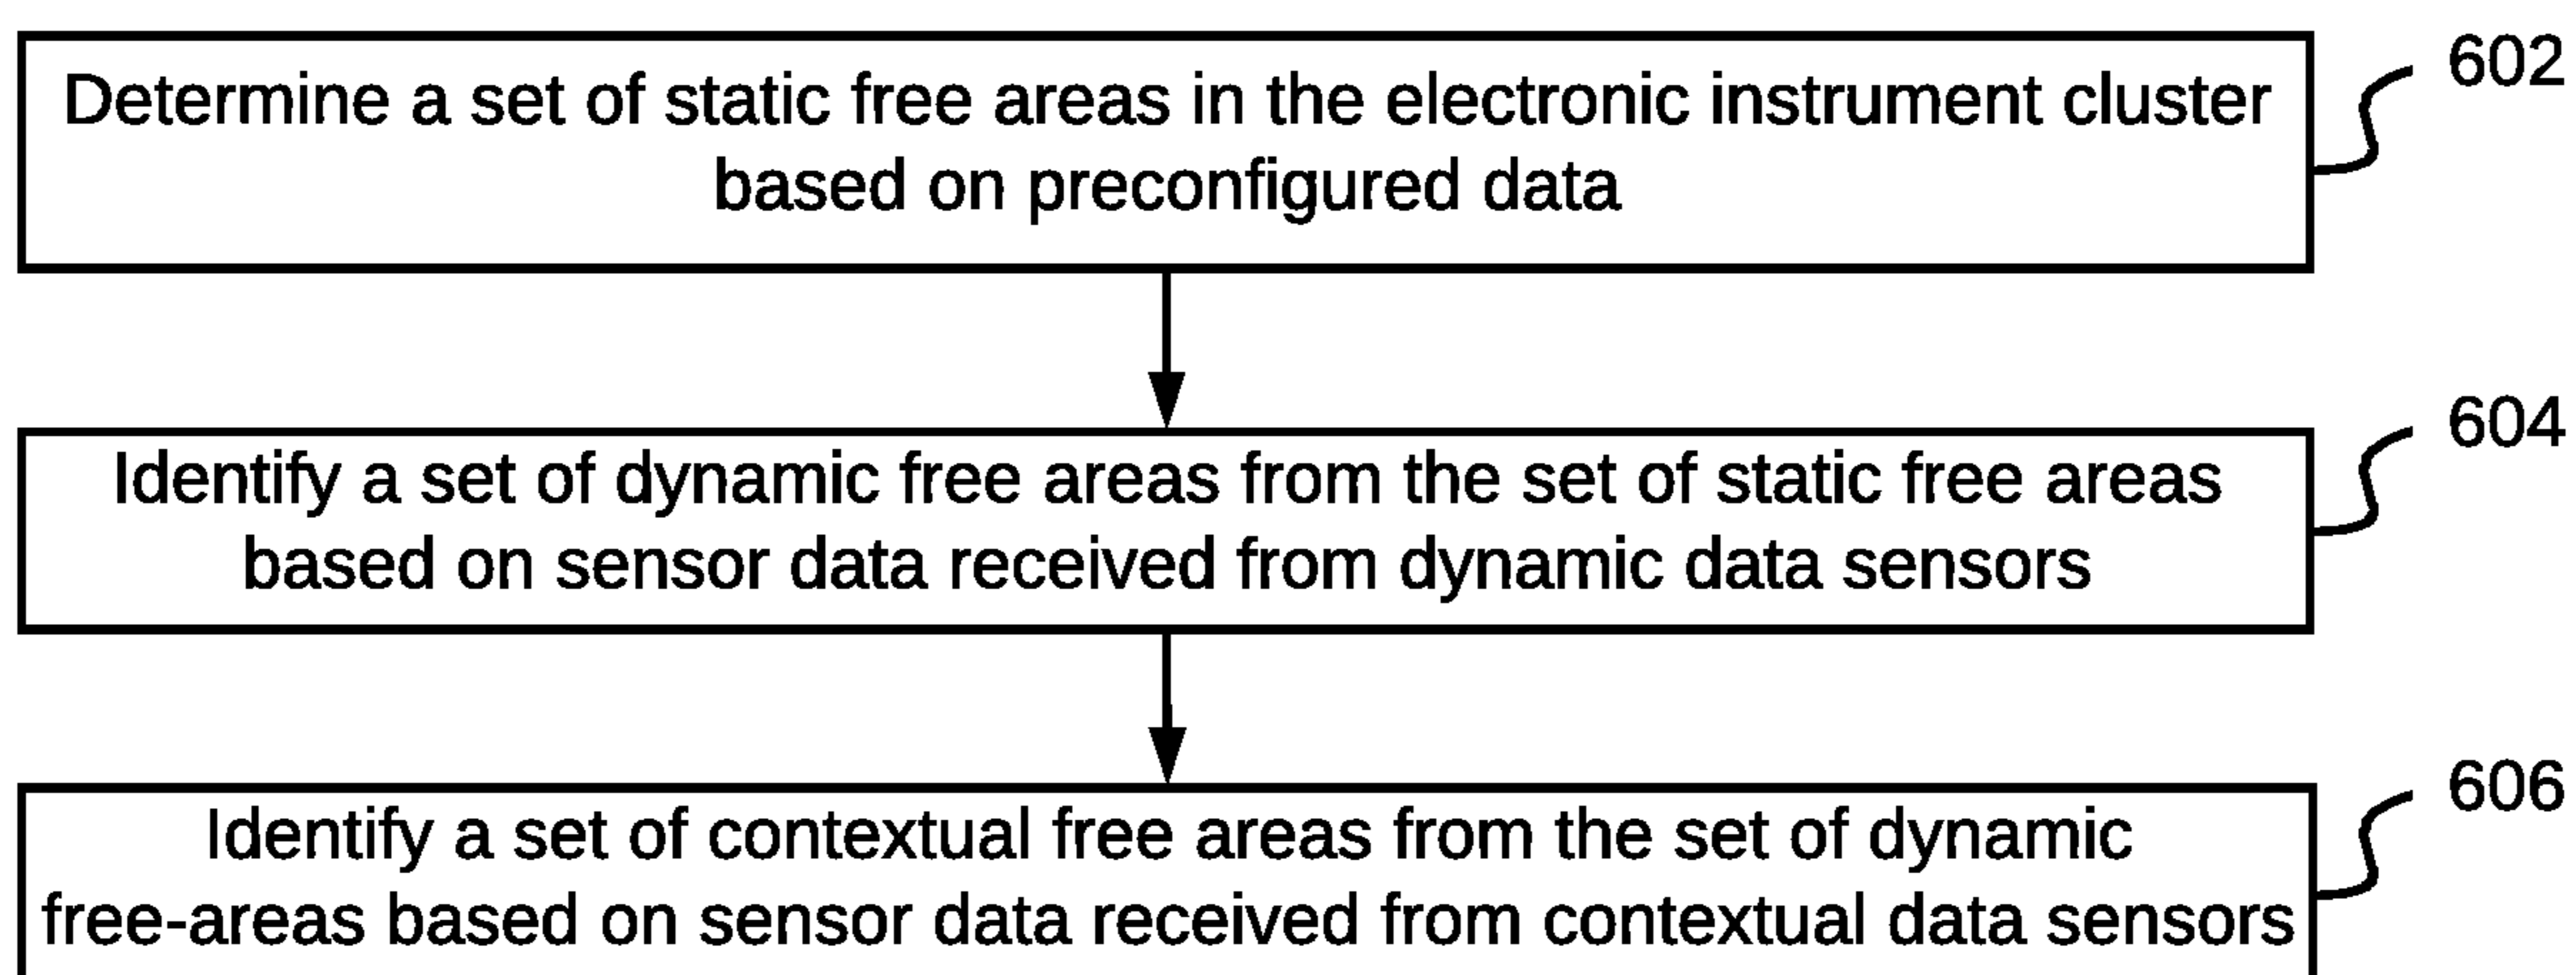 602
Determine a set of static free areas in the electronic instrument cluster
based on preconfigured data
604
Identify a set of dynamic free areas from the set of static free areas
based on sensor data received from dynamic data sensors
606
Identify a set of contextual free areas from the set of dynamic
free-areas based on sensor data received from contextual data sensors